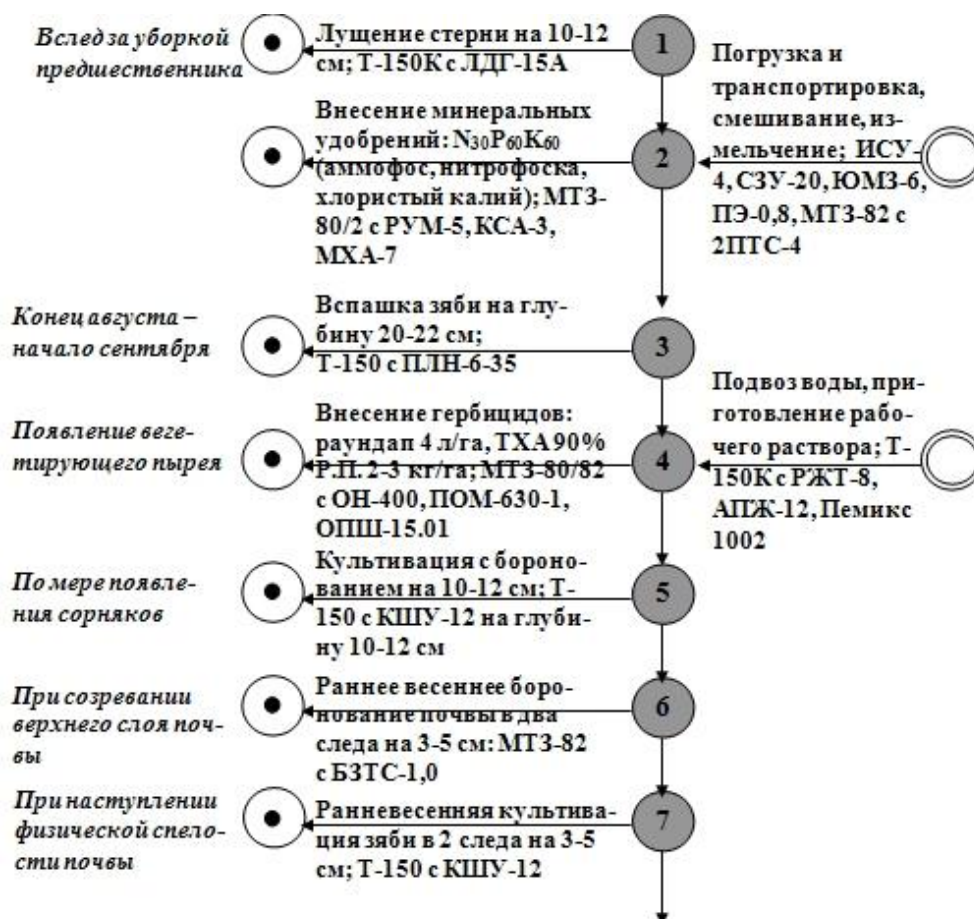 Вслед за уборкой
предшественника
Лущение стерни на 10-12
см; Т-150К с ЛДГ-15А
1
Внесение минеральных
удобрений: N30P60K60
(аммофос, нитрофоска,
хлористый калий); МТЗ-
80/2 с РУМ-5, КСА-3,
МХА-7
2
Погрузка и
транспортировка,
смешивание, из-
мельчение; ИСУ-
4, СЗУ-20, ЮМЗ-6,
ПЭ-0,8, МТЗ-82 с
2ПТС-4
Конец августа –
начало сентября
Вспашка зяби на глу-
бину 20-22 см;
Т-150 с ПЛН-6-35
3
Появление веге-
тирующего пырея
Внесение гербицидов:
раундап 4 л/га, ТХА 90%
Р.П. 2-3 кг/га; МТЗ-80/82
с ОН-400, ПОМ-630-1,
ОПШ-15.01
4
Подвоз воды, при-
готовление рабо-
чего раствора; Т-
150К с РЖТ-8,
АПЖ-12, Пемикс
1002
По мере появле-
ния сорняков
Культивация с бороно-
ванием на 10-12 см; Т-
150 с КШУ-12 на глуби-
ну 10-12 см
5
При созревании
верхнего слоя поч-
вы
Раннее весеннее боро-
нование почвы в два
следа на 3-5 см: МТЗ-82
с БЗТС-1,0
6
При наступлении
физической спело-
сти почвы
Ранневесенняя культива-
ция зяби в 2 следа на 3-5
см; Т-150 с КШУ-12
7